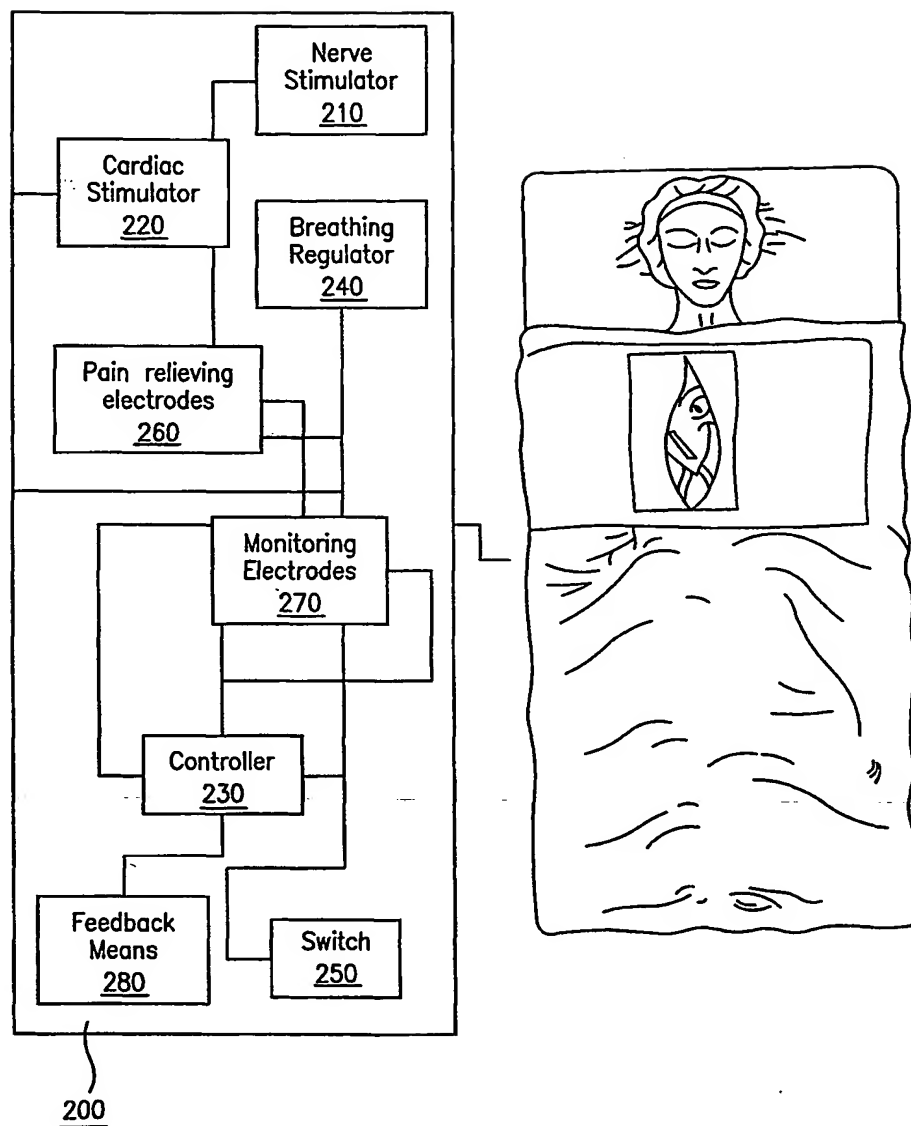 Nerve
Stimulator
210
Cardiac
Stimulator
220
Breathing
Regulator
240
Pain relieving
electrodes
260
Monitoring
Electrodes
270
Controller
230
Feedback
Means
280
Switch
250
200